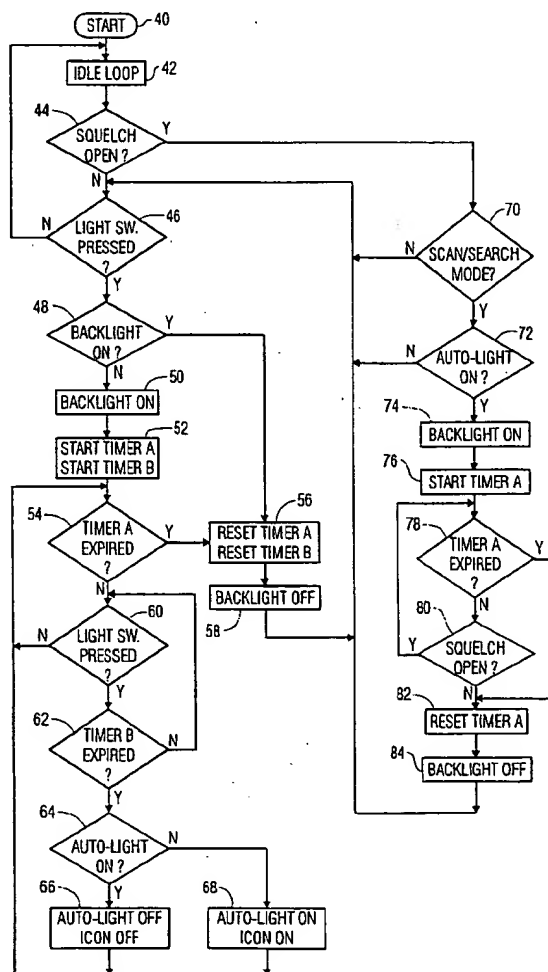 START
40
IDLE LOOP
42
44
SQUELCH
OPEN ?
Y
N
46
LIGHT SW.
PRESSED
?
N
Y
48
BACKLIGHT
ON ?
Y
N
50
BACKLIGHT ON
52
START TIMER A
START TIMER B
54
TIMER A
EXPIRED
?
Y
N
56
RESET TIMER A
RESET TIMER B
BACKLIGHT OFF
58
60
LIGHT SW.
PRESSED
?
N
Y
62
TIMER B
EXPIRED
?
N
Y
64
AUTO-LIGHT
ON ?
N
Y
66
AUTO-LIGHT OFF
ICON OFF
68
AUTO-LIGHT ON
ICON ON
70
SCAN/SEARCH
MODE?
N
Y
72
AUTO-LIGHT
ON ?
N
Y
74
BACKLIGHT ON
76
START TIMER A
78
TIMER A
EXPIRED
?
Y
N
80
SQUELCH
OPEN ?
Y
N
82
RESET TIMER A
84
BACKLIGHT OFF